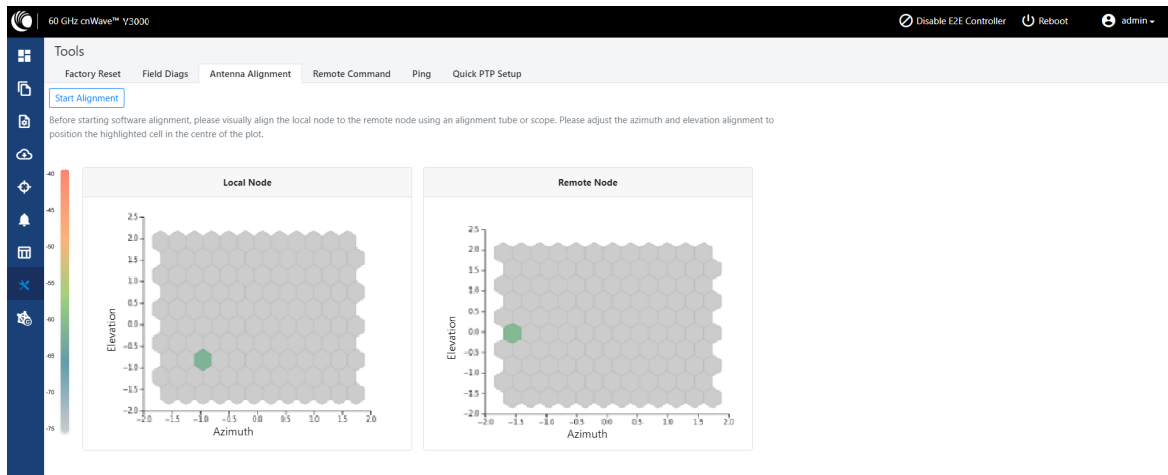 60 GHz cnWave™ V3000
Disable E2E Controller
Reboot
admin
Tools
Factory Reset
Field Diags
Antenna Alignment
Remote Command
Ping
Quick PTP Setup
Start Alignment
Before starting software alignment, please visually align the local node to the remote node using an alignment tube or scope. Please adjust the azimuth and elevation alignment to
position the highlighted cell in the centre of the plot.
-40
-45
-50
-55
-60
-65
-70
-75
Local Node
2.5
2.0
1.5
1.0
0.5
0.0
-0.5
-1.0
-1.5
-2.0
Elevation
-2.0 -1.5 -1.0 -0.5 0.0 0.5 1.0 1.5 2.0
Azimuth
Remote Node
2.5
2.0
1.5
1.0
0.5
0.0
-0.5
-1.0
-1.5
-2.0
Elevation
-2.0 -1.5 -1.0 -0.5 0.0 0.5 1.0 1.5 2.0
Azimuth